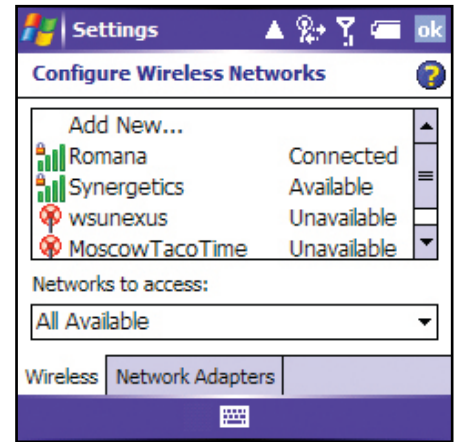 Settings ok
Configure Wireless Networks ?
Add New...
Romana Connected
Synergetics Available
wsunexus Unavailable
MoscowTacoTime Unavailable
Networks to access:
All Available
Wireless Network Adapters